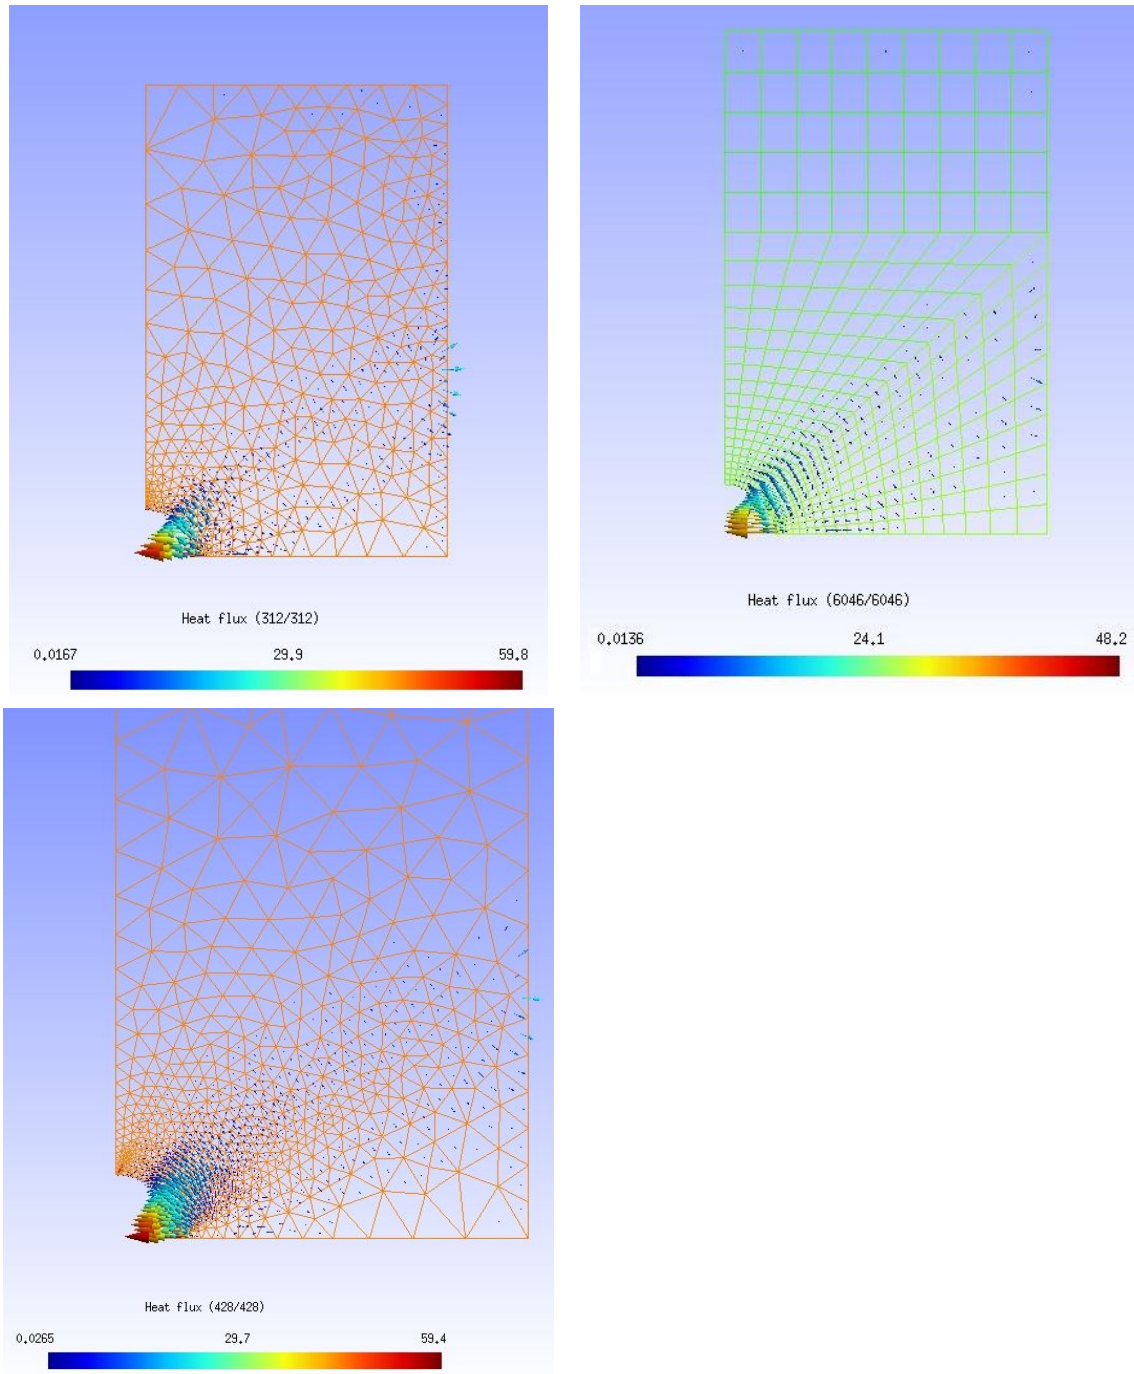 Heat flux (312/312)
0.0167 29.9 59.8
Heat flux (6046/6046)
0.0136 24.1 48.2
Heat flux (428/428)
0.0265 29.7 59.4